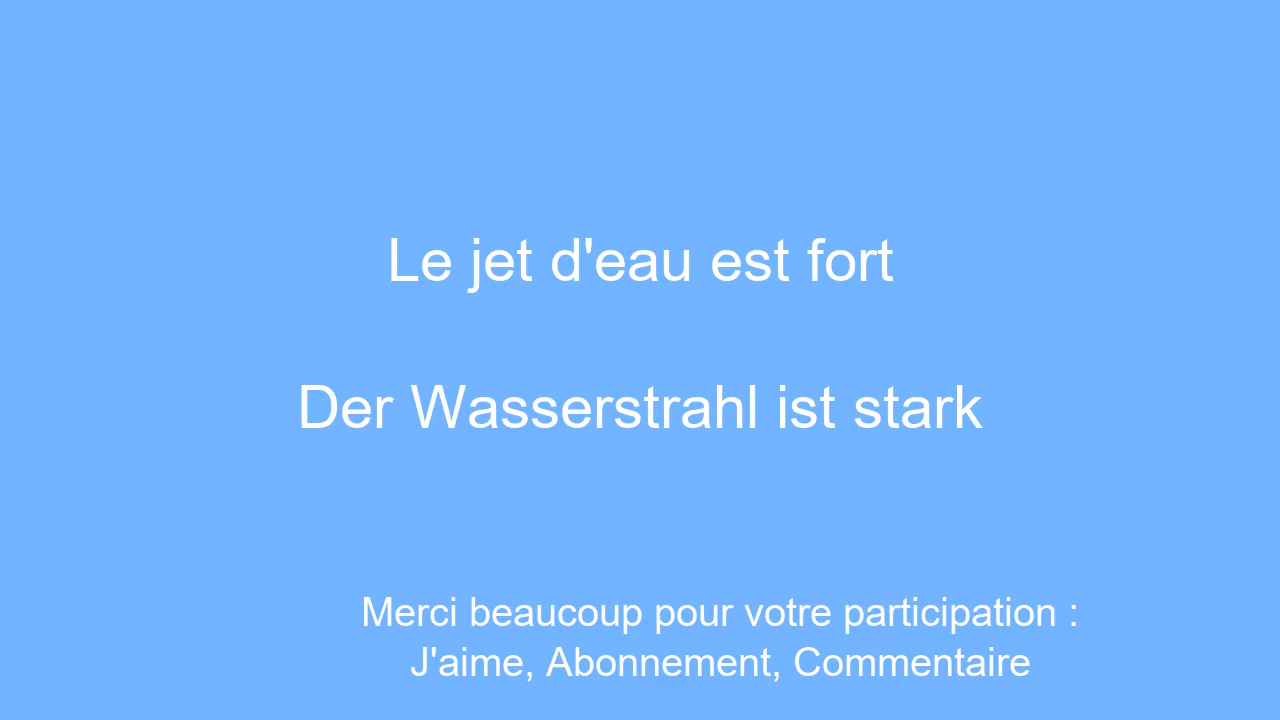 Le jet d'eau est fort
Der Wasserstrahl ist stark
Merci beaucoup pour votre participation :
J'aime, Abonnement, Commentaire